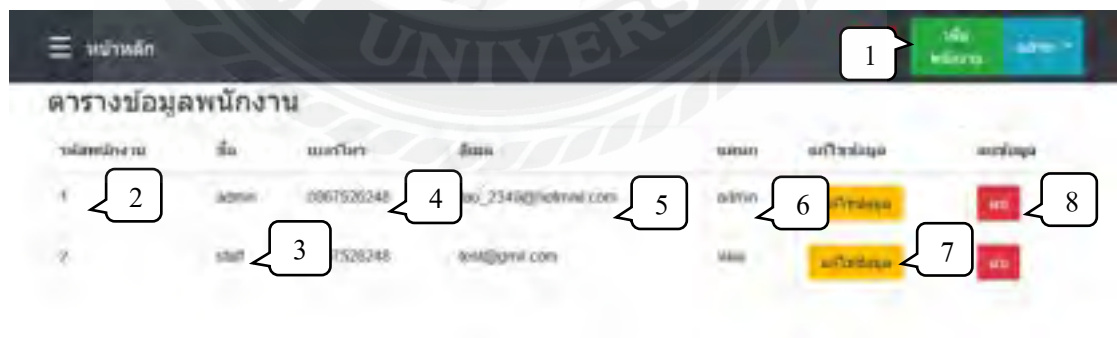 UNIVERS
หน้าหลัก
1
เพิ่ม
พนักงาน
admin
ตารางข้อมูลพนักงาน
รหัสพนักงาน ชื่อ เบอร์โทร อีเมล แผนก แก้ไขข้อมูล ลบข้อมูล
1 2 admin 0967526248 4 5 admin 6 แก้ไขข้อมูล ลบ 8
2 staff 3 7526248 test@gmil.com แก้ไขข้อมูล 7 ลบ